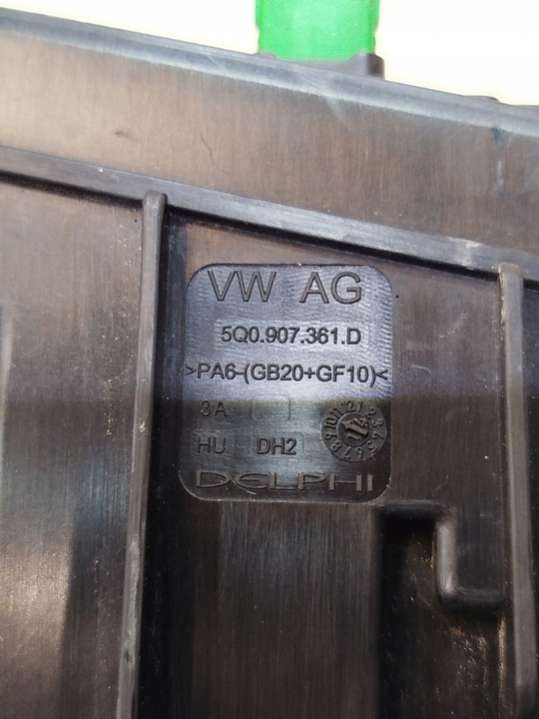 VW AG
5Q0.907.361.D
>PA6-(GB20+GF10)<
3A
HU DH2
DELPHI